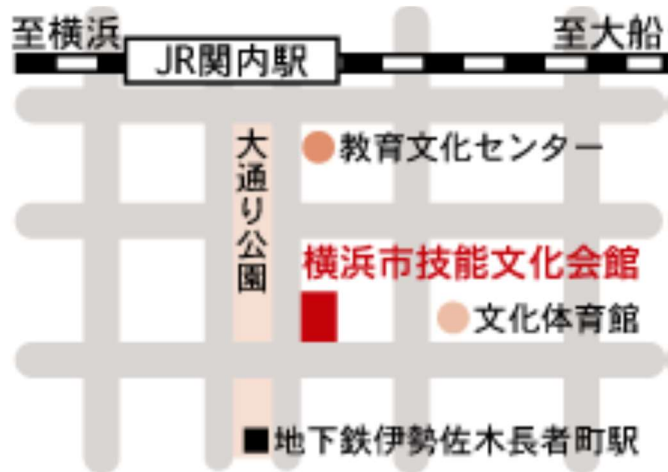 至横浜
至大船
JR関内駅
大通り公園
教育文化センター
横浜市技能文化会館
文化体育館
地下鉄伊勢佐木長者町駅